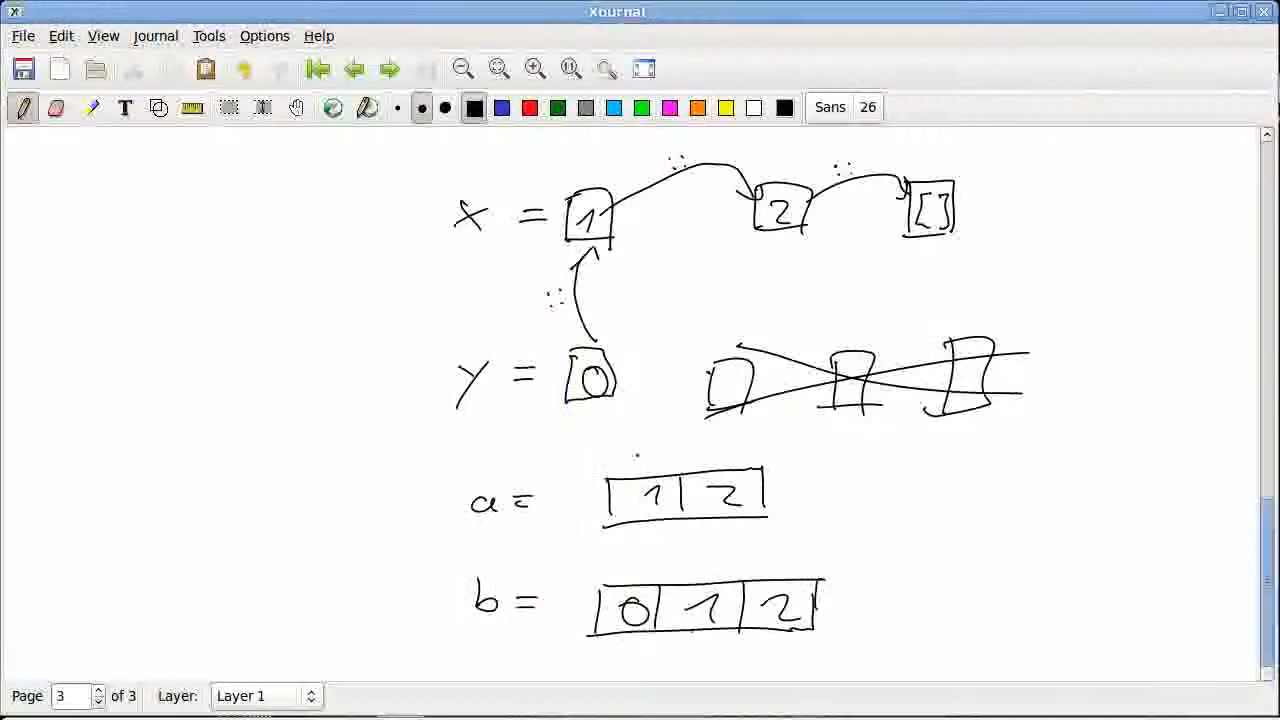 Xournal
File Edit View Journal Tools Options Help
Sans 26
x = 1 :: 2 :: []
::
y = 0
a = 1 2
b = 0 1 2
Page 3 of 3 Layer: Layer 1